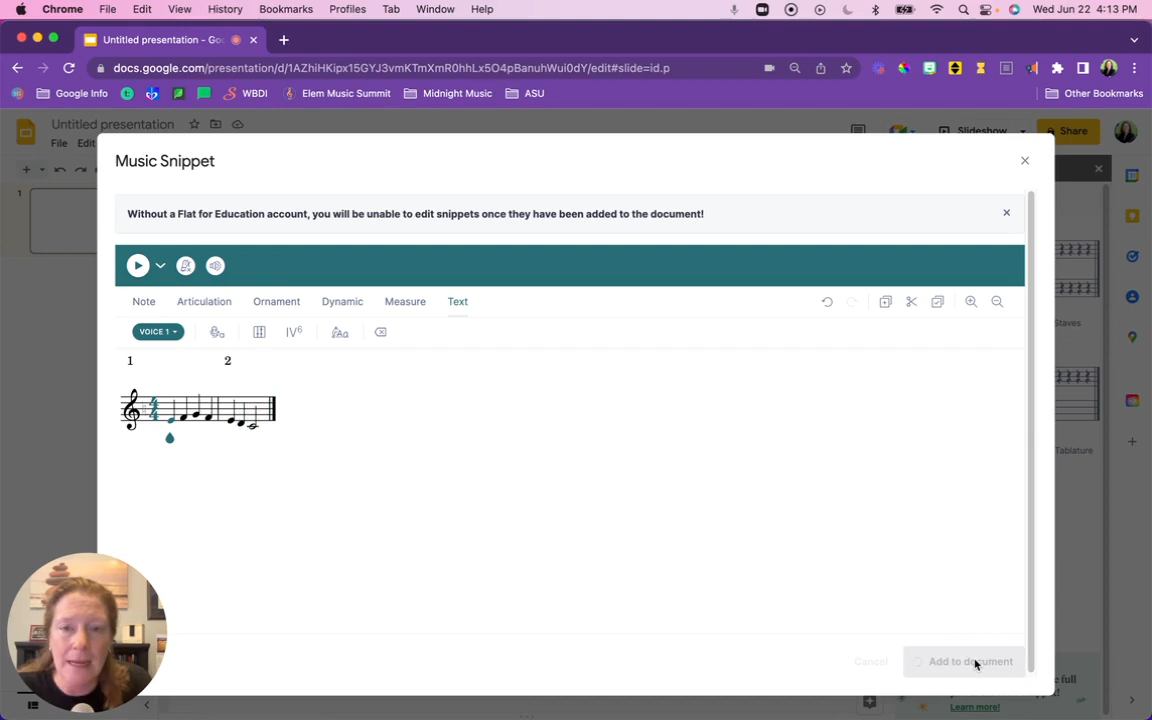 Chrome File Edit View History Bookmarks Profiles Tab Window Help Wed Jun 22 4:13 PM
Untitled presentation - Goo
docs.google.com/presentation/d/1AZhiHKipx15GYJ3vmKTmXmR0hhLx5O4pBanuhWui0dY/edit#slide=id.p
Google Info WBDI Elem Music Summit Midnight Music ASU Other Bookmarks
Untitled presentation
File Edit Slideshow Share
1
Music Snippet
Without a Flat for Education account, you will be unable to edit snippets once they have been added to the document!
Note Articulation Ornament Dynamic Measure Text
VOICE 1 IV6
1 2
Staves
Tablature
Cancel Add to document
e full
Learn more!